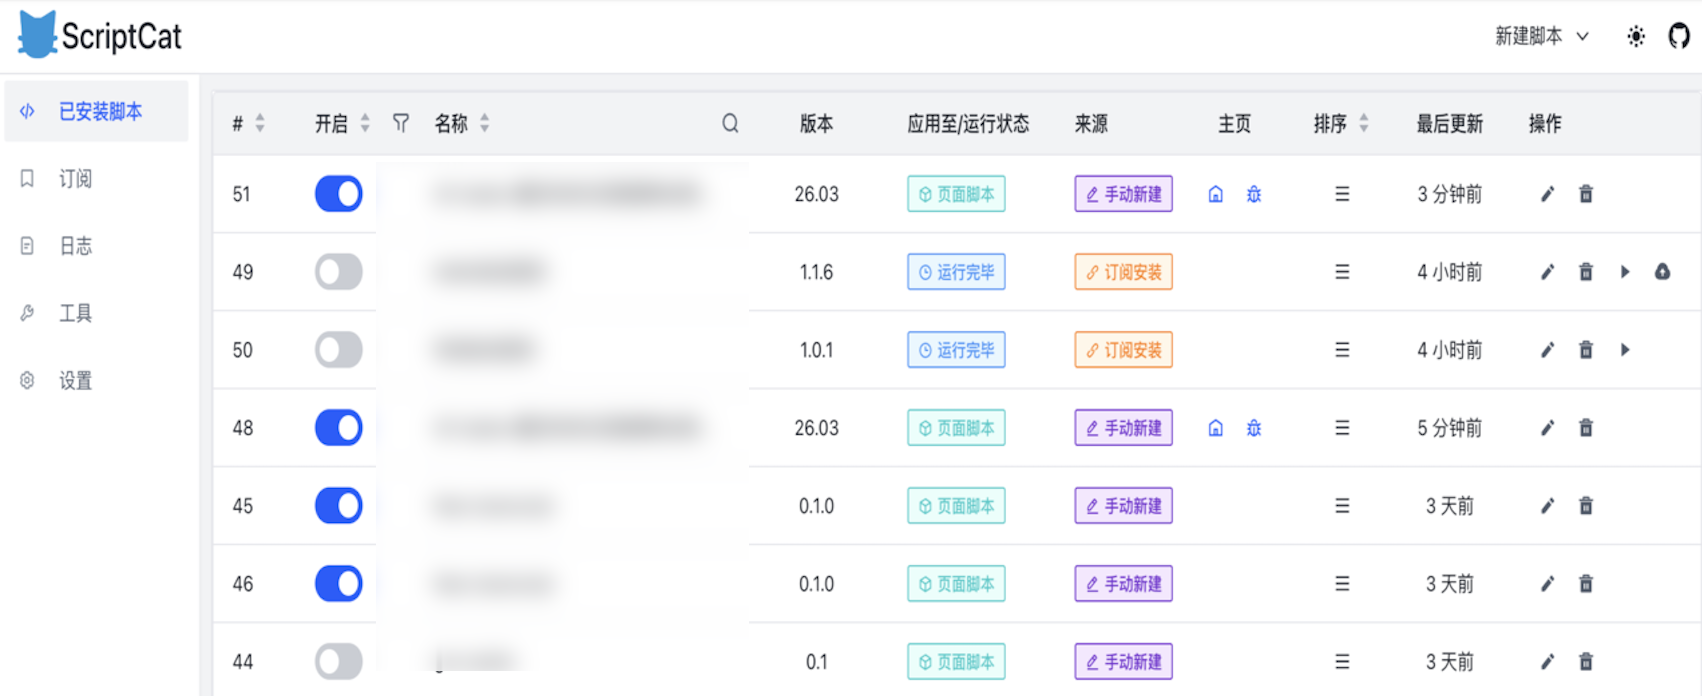 ScriptCat
新建脚本
已安装脚本
订阅
日志
工具
设置
# 开启 名称 版本 应用至/运行状态 来源 主页 排序 最后更新 操作
51 26.03 页面脚本 手动新建 3 分钟前
49 1.1.6 运行完毕 订阅安装 4 小时前
50 1.0.1 运行完毕 订阅安装 4 小时前
48 26.03 页面脚本 手动新建 5 分钟前
45 0.1.0 页面脚本 手动新建 3 天前
46 0.1.0 页面脚本 手动新建 3 天前
44 0.1 页面脚本 手动新建 3 天前